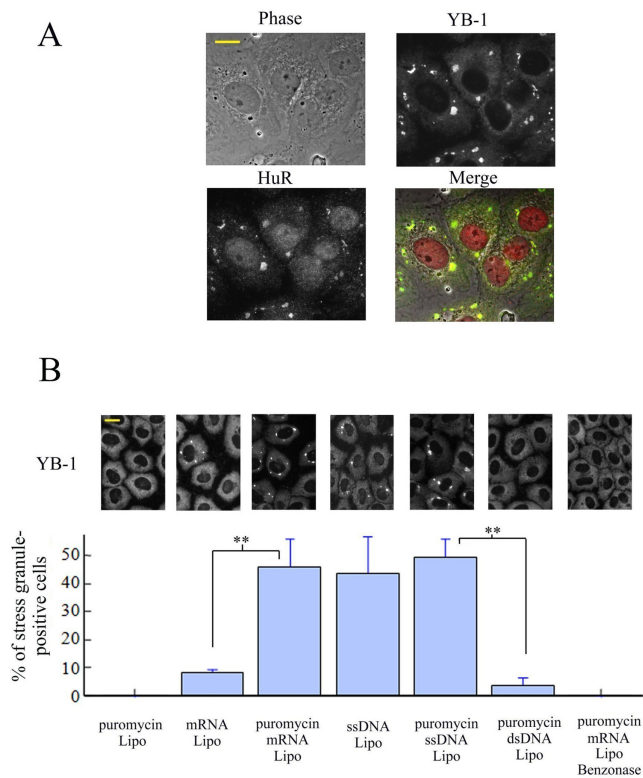 A
Phase
YB-1
HuR
Merge
B
YB-1
% of stress granule-
positive cells
50
40
30
20
10
0
**
**
puromycin
Lipo
mRNA
Lipo
puromycin
mRNA
Lipo
ssDNA
Lipo
puromycin
ssDNA
Lipo
puromycin
dsDNA
Lipo
puromycin
mRNA
Lipo
Benzonase